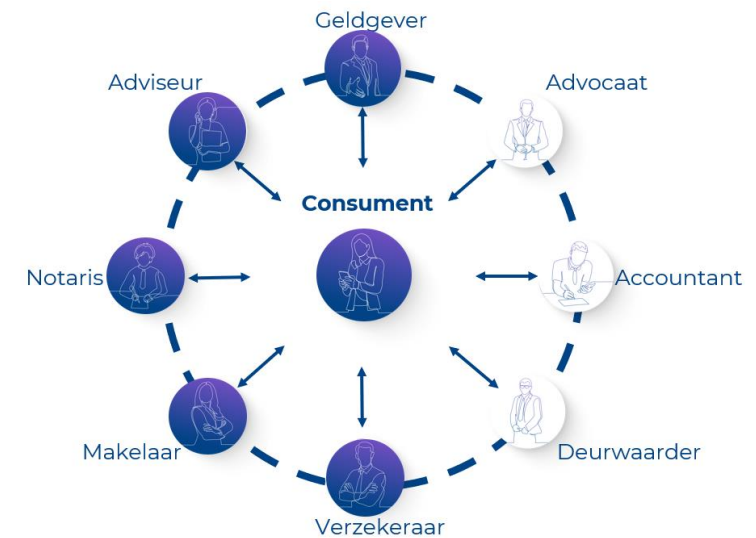 Geldgever
Adviseur
Advocaat
Consument
Notaris
Accountant
Makelaar
Deurwaarder
Verzekeraar